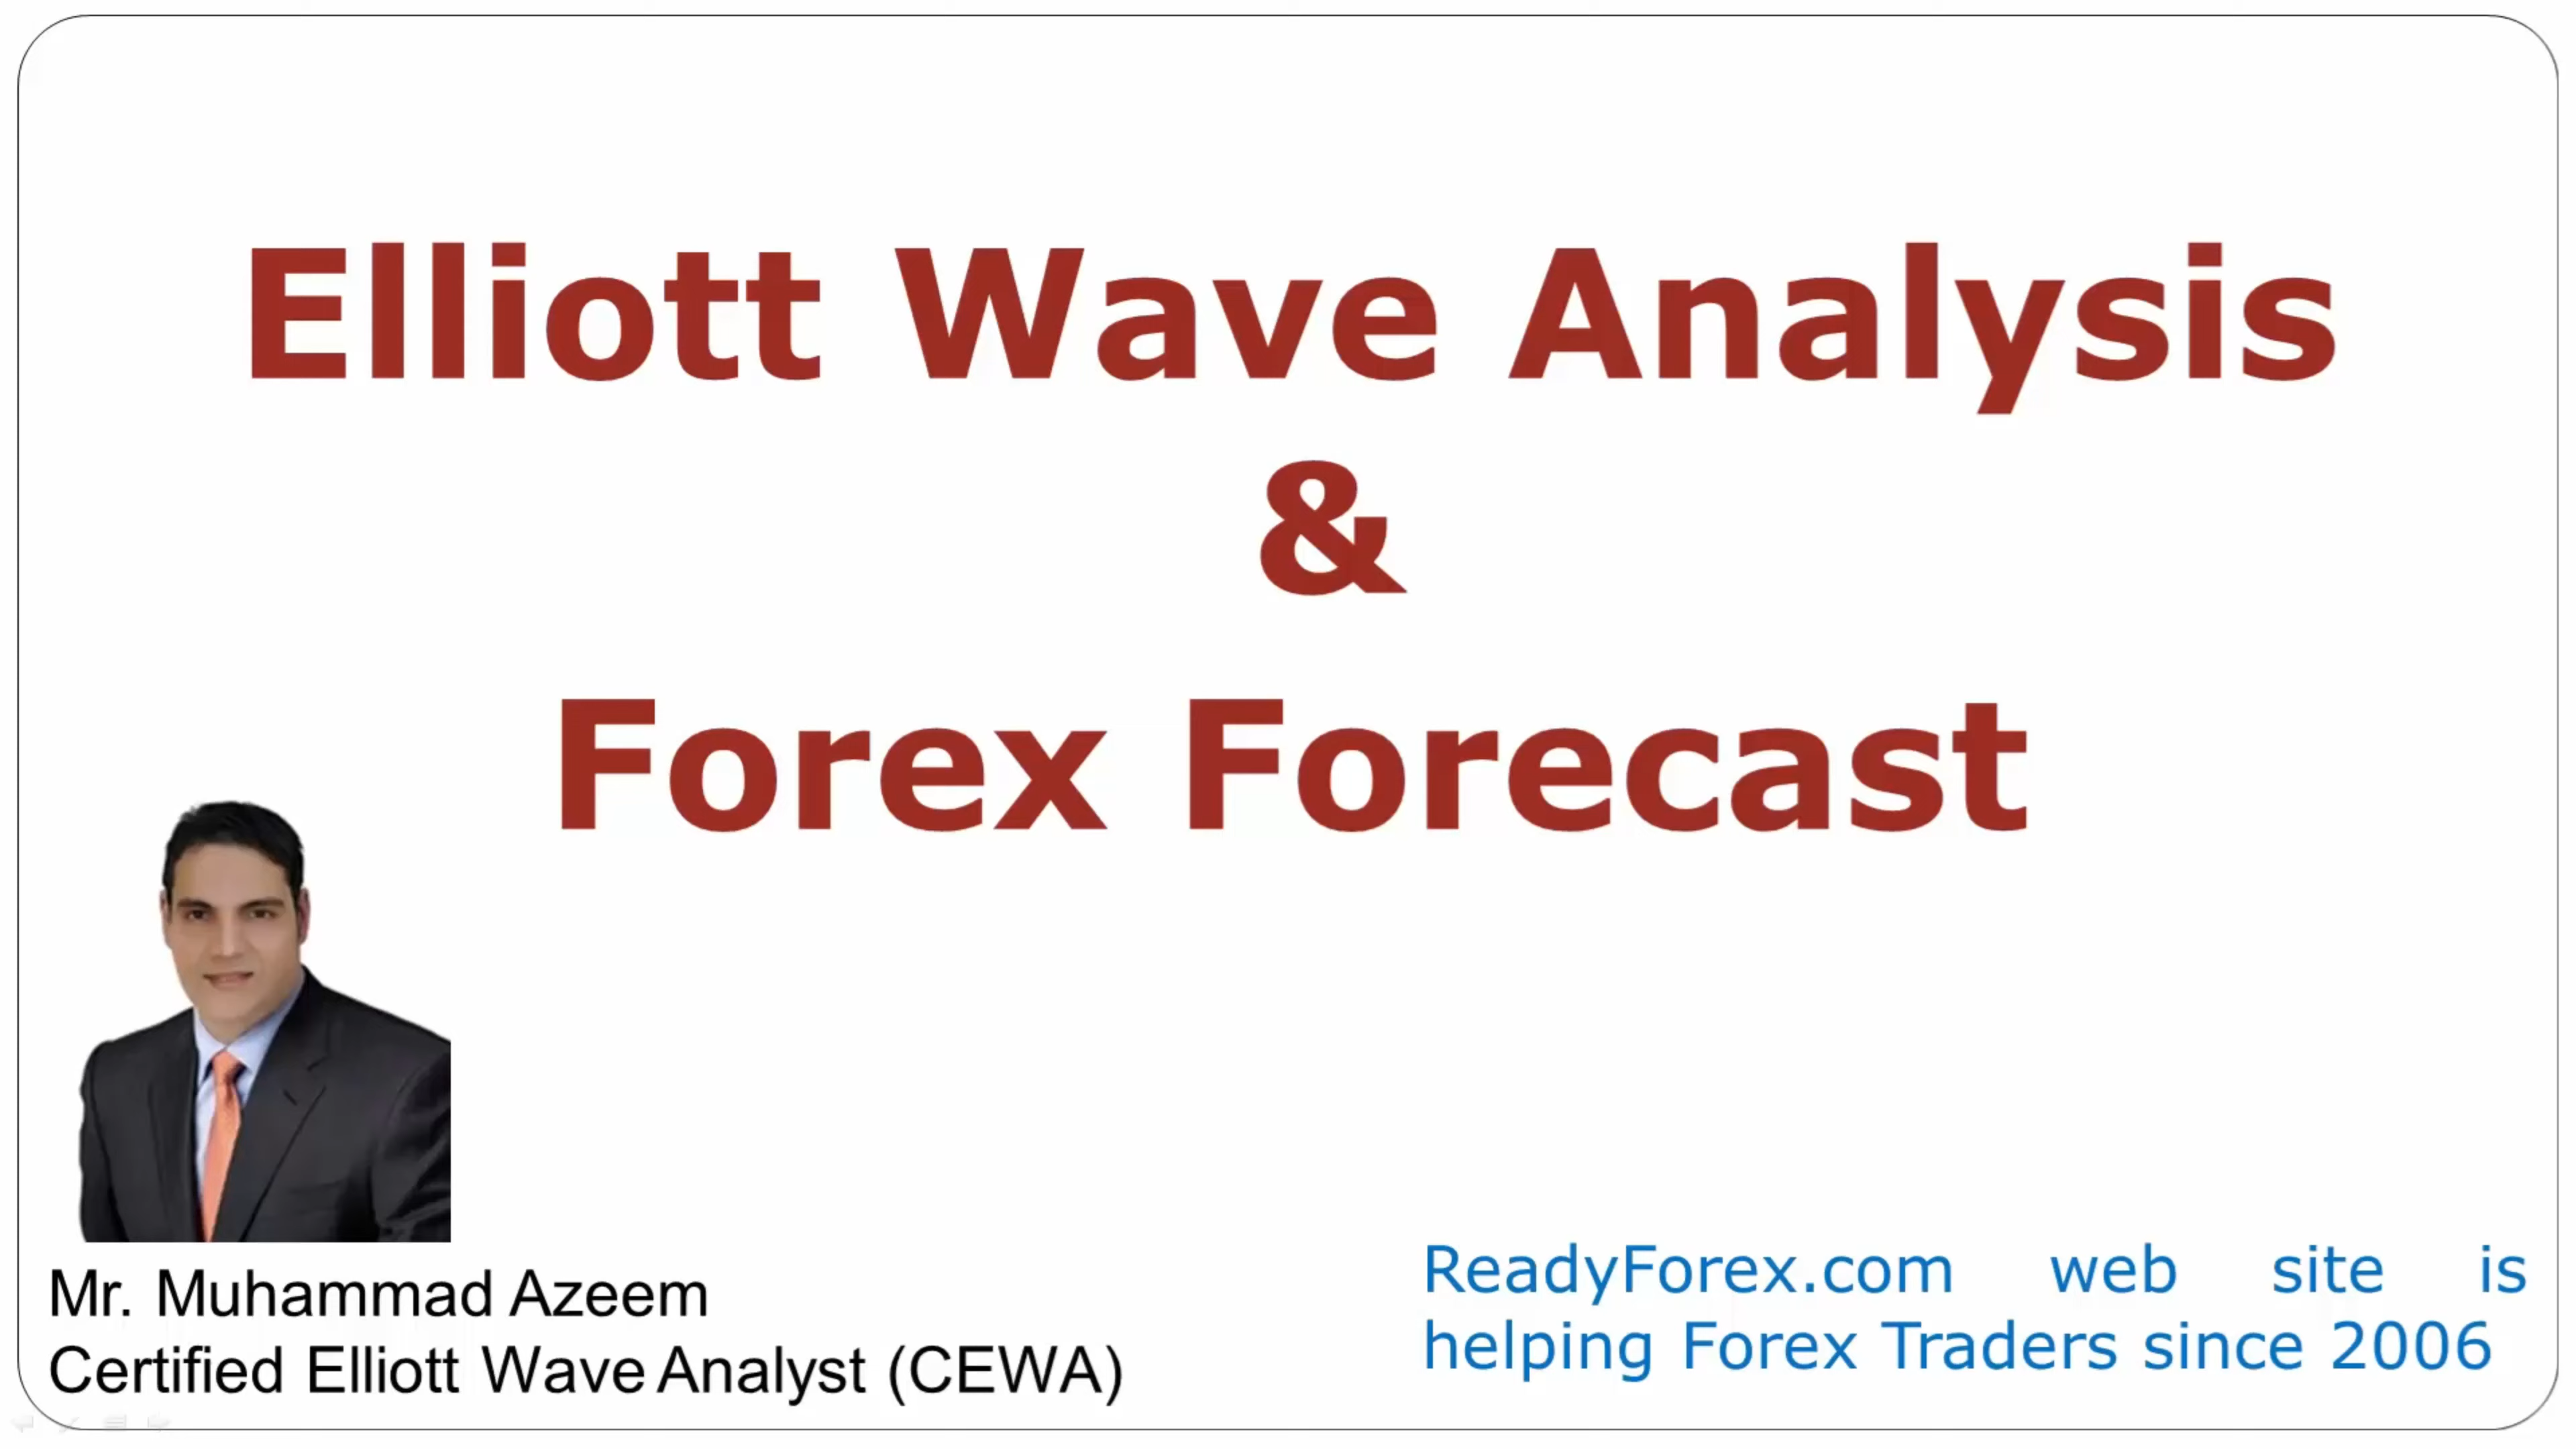 Elliott Wave Analysis
&
Forex Forecast
Mr. Muhammad Azeem
Certified Elliott Wave Analyst (CEWA)
ReadyForex.com web site is
helping Forex Traders since 2006